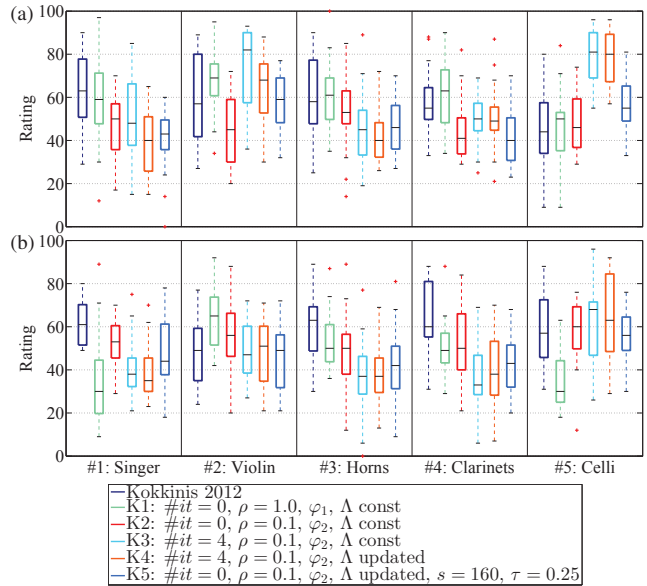 (a)
100
80
60
40
20
0
Rating
(b)
100
80
60
40
20
0
Rating
#1: Singer #2: Violin #3: Horns #4: Clarinets #5: Celli
Kokkinis 2012
K1: #it = 0, ρ = 1.0, φ₁, Λ const
K2: #it = 0, ρ = 0.1, φ₂, Λ const
K3: #it = 4, ρ = 0.1, φ₂, Λ const
K4: #it = 4, ρ = 0.1, φ₂, Λ updated
K5: #it = 0, ρ = 0.1, φ₂, Λ updated, s = 160, τ = 0.25